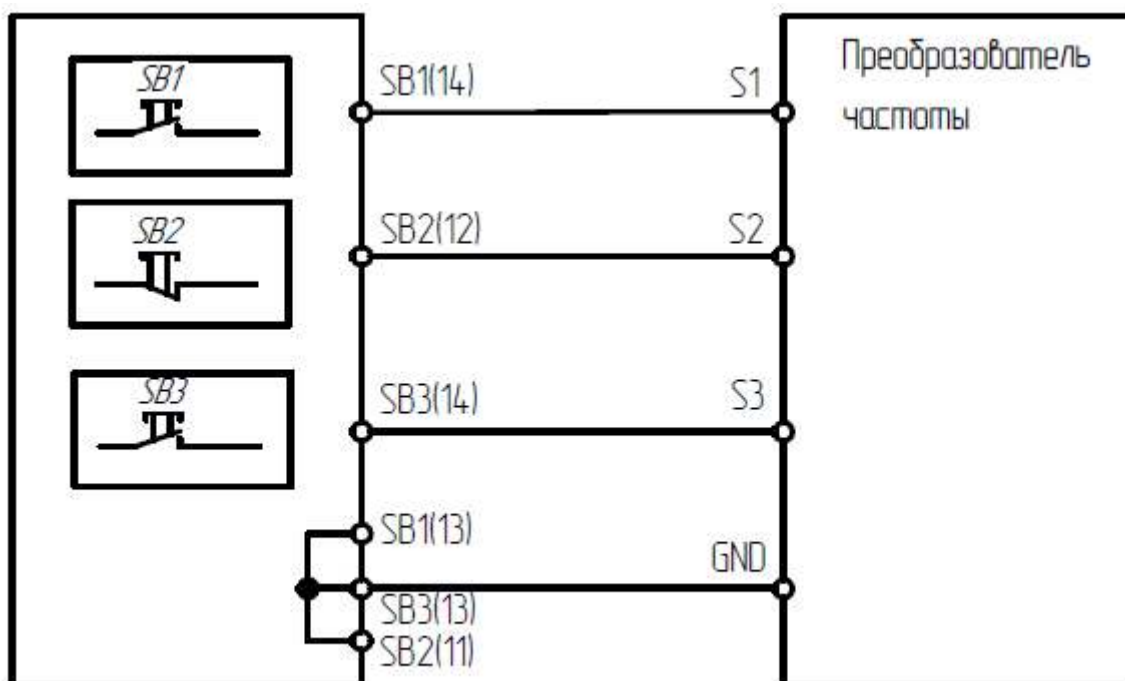 SB1
SB1(14)
S1
Преобразователь
частоты
SB2
SB2(12)
S2
SB3
SB3(14)
S3
SB1(13)
GND
SB3(13)
SB2(11)